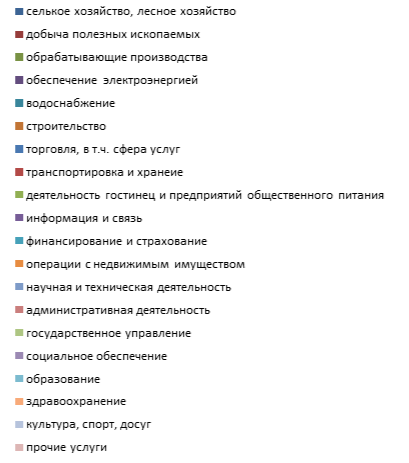 селькое хозяйство, лесное хозяйство
добыча полезных ископаемых
обрабатывающие производства
обеспечение электроэнергией
водоснабжение
строительство
торговля, в т.ч. сфера услуг
транспортировка и хранеие
деятельность гостинец и предприятий общественного питания
информация и связь
финансирование и страхование
операции с недвижимым имуществом
научная и техническая деятельность
административная деятельность
государственное управление
социальное обеспечение
образование
здравоохранение
культура, спорт, досуг
прочие услуги